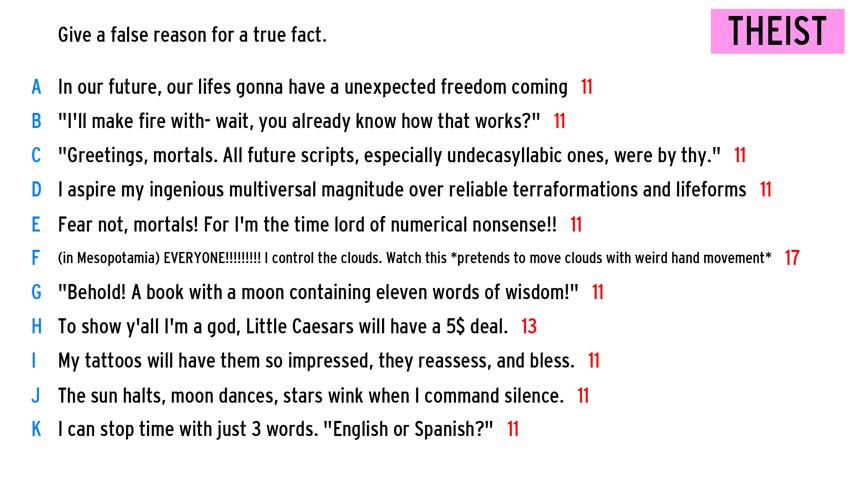 Give a false reason for a true fact.
THEIST
A In our future, our lifes gonna have a unexpected freedom coming 11
B "I'll make fire with- wait, you already know how that works?" 11
C "Greetings, mortals. All future scripts, especially undecasyllabic ones, were by thy." 11
D I aspire my ingenious multiversal magnitude over reliable terraformations and lifeforms 11
E Fear not, mortals! For I'm the time lord of numerical nonsense!! 11
F (in Mesopotamia) EVERYONE!!!!!!!!! I control the clouds. Watch this *pretends to move clouds with weird hand movement* 17
G "Behold! A book with a moon containing eleven words of wisdom!" 11
H To show y'all I'm a god, Little Caesars will have a 5$ deal. 13
I My tattoos will have them so impressed, they reassess, and bless. 11
J The sun halts, moon dances, stars wink when I command silence. 11
K I can stop time with just 3 words. "English or Spanish?" 11